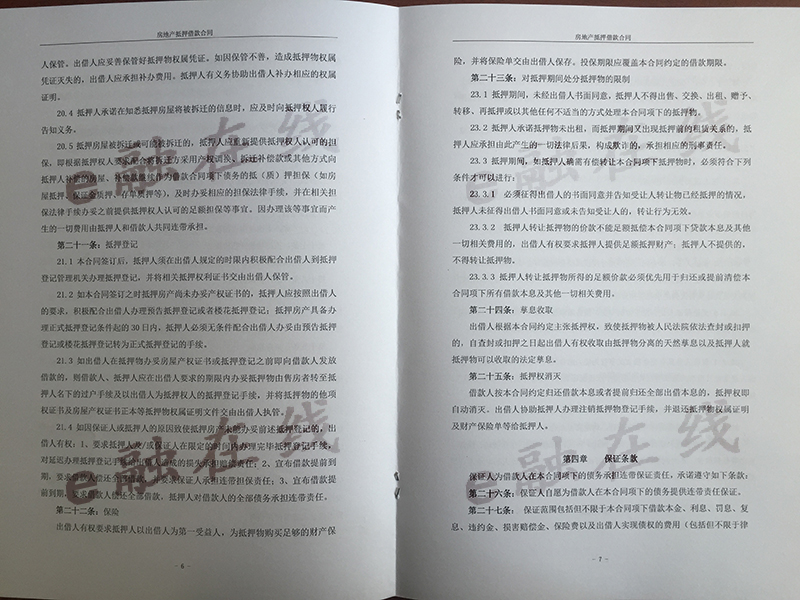 房地产抵押借款合同
人保管。出借人应妥善保管好抵押物权属凭证。如因保管不善，造成抵押物权属
凭证灭失的，出借人应承担补办费用。抵押人有义务协助出借人补办相应的权属
证明。
20.4 抵押人承诺在知悉抵押房屋将被拆迁的信息时，应及时向抵押权人履行
告知义务。
20.5 抵押房屋被拆迁或可能被拆迁的，抵押人应重新提供抵押权人认可的担
保，即根据抵押权人要求配合将拆迁方采用产权调换、拆迁补偿款或其他方式向
抵押人补偿的房屋、补偿款继续作为借款合同项下债务的抵（质）押担保（如房
屋抵押、保证金质押、存单质押等），及时办妥相应的担保法律手续，并在相关担
保法律手续办妥之前提供抵押权人认可的足额担保等事宜。因办理该等事宜而产
生的一切费用由抵押人和借款人共同连带承担。
第二十一条：抵押登记
21.1 本合同签订后，抵押人须在出借人规定的时限内积极配合出借人到抵押
登记管理机关办理抵押登记，并将相关抵押权利证书交由出借人保管。
21.2 如本合同签订之时抵押房产尚未办妥产权证书的，抵押人应按照出借人
的要求，积极配合出借人办理预告抵押登记或者楼花抵押登记；抵押房产具备办
理正式抵押登记条件起的 30 日内，抵押人必须无条件配合出借人办妥由预告抵押
登记或楼花抵押登记转为正式抵押登记的手续。
21.3 如出借人在抵押物办妥房屋产权证书或抵押登记之前即向借款人发放
借款的，则借款人、抵押人应在出借人要求的期限内办妥抵押物由售房者转至抵押
人名下的过户手续及以出借人为抵押权人的抵押登记手续，并将抵押物的他项
权证书及房屋产权证书正本等抵押物权属证明文件交由出借人执管。
21.4 如因保证人或抵押人的原因致使抵押房产未能办妥前述抵押登记的，出
借人有权：1、要求抵押人和/或保证人在限定的时间内办理完毕抵押登记手续，
对延迟办理抵押登记手续给出借人造成的损失承担赔偿责任；2、宣布借款提前到
期，要求借款人偿还全部借款，并要求保证人承担连带保证责任；3、宣布借款提
前到期，要求借款人偿还全部借款，抵押人对借款人的全部债务承担连带责任。
第二十二条：保险
出借人有权要求抵押人以出借人为第一受益人，为抵押物购买足够的财产保
- 6 -
e融在线
e融在线
房地产抵押借款合同
险，并将保险单交由出借人保存。投保期限应覆盖本合同约定的借款期限。
第二十三条：对抵押期间处分抵押物的限制
23.1 抵押期间，未经出借人书面同意，抵押人不得出售、交换、出租、赠予、
转移、再抵押或以其他任何不适当的方式处理本合同项下的抵押物。
23.2 抵押人承诺抵押物未出租，而抵押期间又出现抵押前的租赁关系的，抵
押人应承担由此产生的一切法律后果，构成欺诈的，承担相应的刑事责任。
23.3 抵押期间，如抵押人确需有偿转让本合同项下抵押物时，必须符合下列
条件才可以进行：
23.3.1 必须征得出借人的书面同意并告知受让人转让物已经抵押的情况，
抵押人未征得出借人书面同意或未告知受让人的，转让行为无效。
23.3.2 抵押人转让抵押物的价款不能足额抵偿本合同项下贷款本息及其他
一切相关费用的，出借人有权要求抵押人提供足额抵押财产；抵押人不提供的，
不得转让抵押物。
23.3.3 抵押人转让抵押物所得的足额价款必须优先用于归还或提前清偿本
合同项下所有借款本息及其他一切相关费用。
第二十四条：孳息收取
出借人根据本合同约定主张抵押权，致使抵押物被人民法院依法查封或扣押
的，自查封或扣押之日起出借人有权收取由抵押物分离的天然孳息以及抵押人就
抵押物可以收取的法定孳息。
第二十五条：抵押权消灭
借款人按本合同约定归还借款本息或者提前归还全部出借本息的，抵押权即
自动消灭。出借人协助抵押人办理注销抵押物登记手续，并退还抵押物权属证明
及财产保险单等给抵押人。
第四章 保证条款
保证人为借款人在本合同项下的债务承担连带保证责任，承诺遵守如下条款：
第二十六条：保证人自愿为借款人在本合同项下的债务提供连带责任保证。
第二十七条： 保证范围包括但不限于本合同项下借款本金、利息、罚息、复
息、违约金、损害赔偿金、保险费以及出借人实现债权的费用（包括但不限于律
- 7 -
e融在线
e融在线